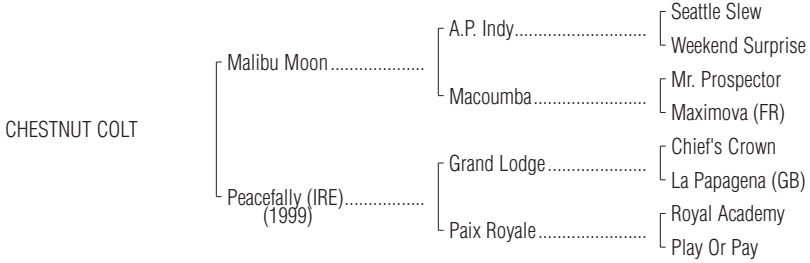 Seattle Slew
A.P. Indy..............................
Weekend Surprise
Malibu Moon.....................
Mr. Prospector
Macoumba..........................
Maximova (FR)
CHESTNUT COLT
Chief's Crown
Grand Lodge.......................
La Papagena (GB)
Peacefally (IRE)..................
(1999)
Royal Academy
Paix Royale.........................
Play Or Pay